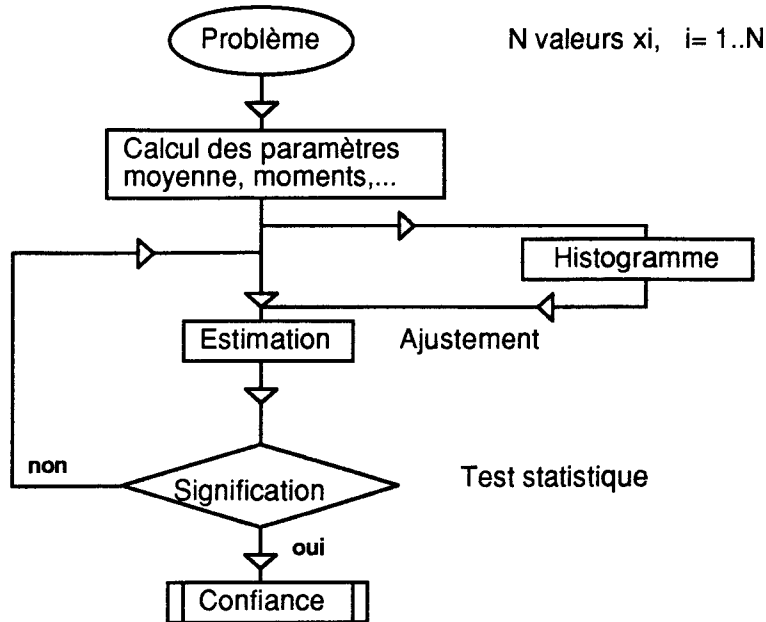 Problème
N valeurs xi, i= 1..N
Calcul des paramètres
moyenne, moments,...
Histogramme
Estimation
Ajustement
non
Signification
Test statistique
oui
Confiance